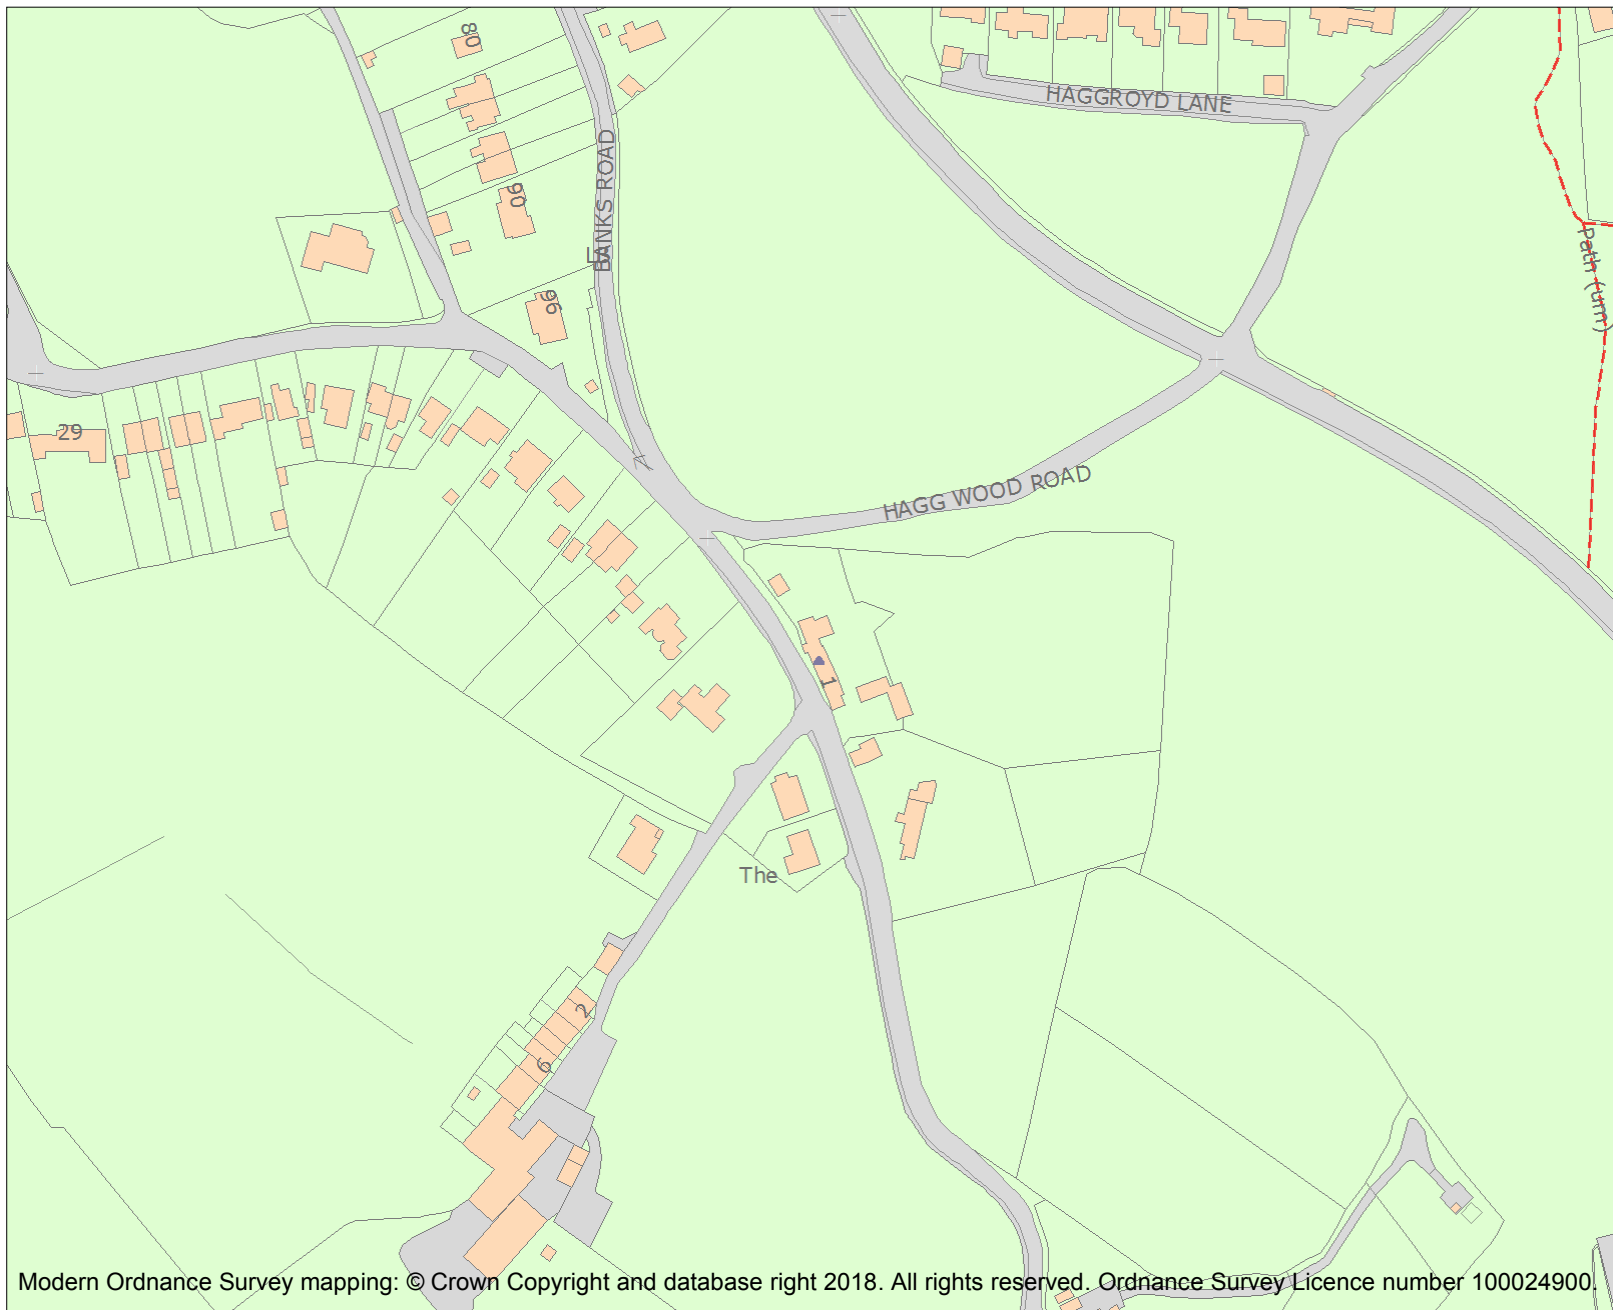 80
HAGGROYD LANE
BANKS ROAD
90
LB
Path (um)
96
29
HAGG WOOD ROAD
1
The
2
6
Modern Ordnance Survey mapping: © Crown Copyright and database right 2018. All rights reserved. Ordnance Survey Licence number 100024900.